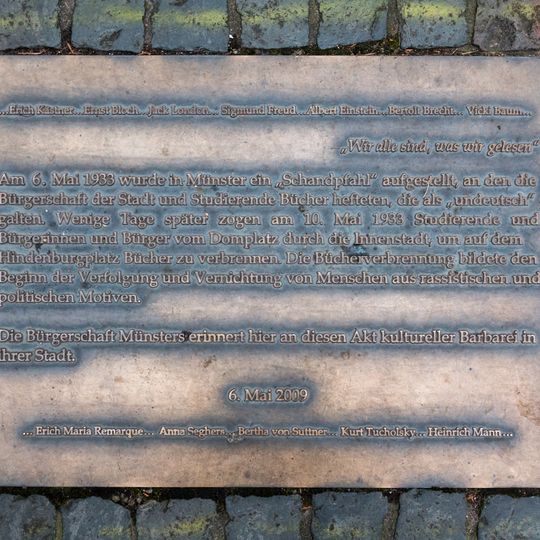 ...Erich Kästner...Ernst Bloch...Jack London...Sigmund Freud...Albert Einstein...Bertolt Brecht...Vicki Baum...
„Wir alle sind, was wir gelesen“
Am 6. Mai 1933 wurde in Münster ein „Schandpfahl“ aufgestellt, an den die
Bürgerschaft der Stadt und Studierende Bücher hefteten, die als „undeutsch“
galten. Wenige Tage später zogen am 10. Mai 1933 Studierende und
Bürgerinnen und Bürger vom Domplatz durch die Innenstadt, um auf dem
Hindenburgplatz Bücher zu verbrennen. Die Bücherverbrennung bildete den
Beginn der Verfolgung und Vernichtung von Menschen aus rassistischen und
politischen Motiven.
Die Bürgerschaft Münsters erinnert hier an diesen Akt kultureller Barbarei in
ihrer Stadt.
6. Mai 2009
...Erich Maria Remarque...Anna Seghers...Bertha von Suttner...Kurt Tucholsky...Heinrich Mann...